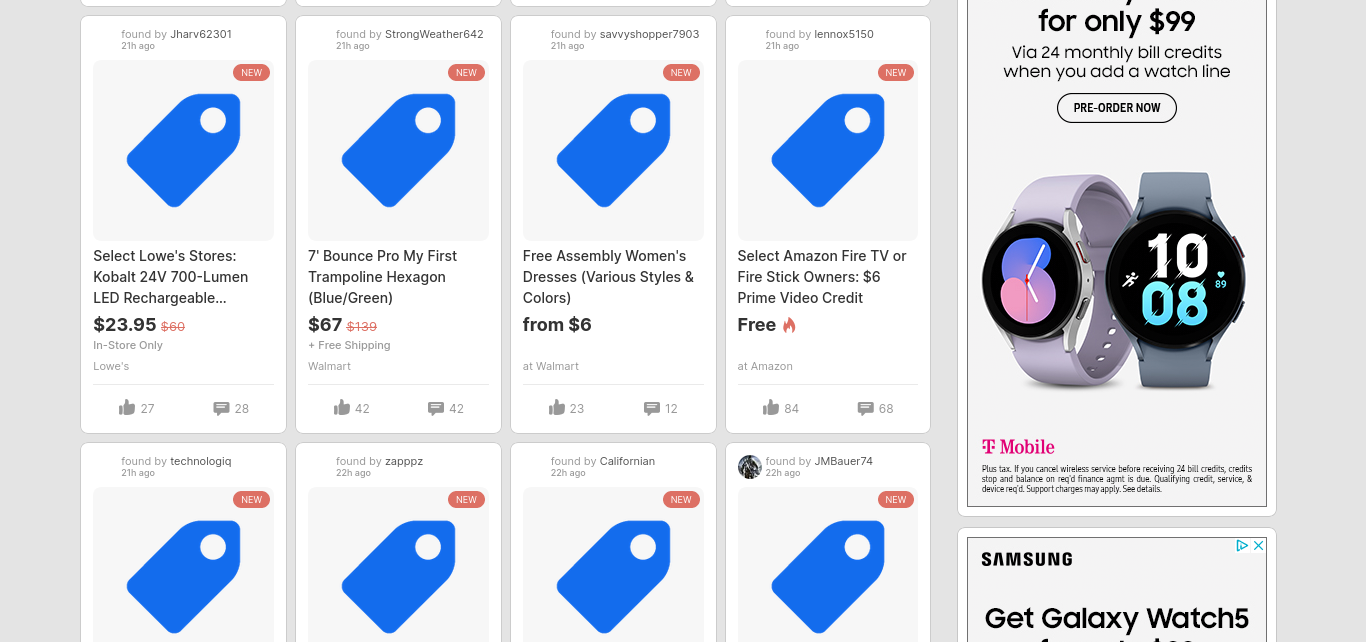 found by Jharv62301
21h ago
NEW
Select Lowe's Stores:
Kobalt 24V 700-Lumen
LED Rechargeable...
$23.95 $60
In-Store Only
Lowe's
27 28
found by StrongWeather642
21h ago
NEW
7' Bounce Pro My First
Trampoline Hexagon
(Blue/Green)
$67 $139
+ Free Shipping
Walmart
42 42
found by savvyshopper7903
21h ago
NEW
Free Assembly Women's
Dresses (Various Styles &
Colors)
from $6
at Walmart
23 12
found by lennox5150
21h ago
NEW
Select Amazon Fire TV or
Fire Stick Owners: $6
Prime Video Credit
Free
at Amazon
84 68
found by technologiq
21h ago
NEW
found by zapppz
22h ago
NEW
found by Californian
22h ago
NEW
found by JMBauer74
22h ago
NEW
for only $99
Via 24 monthly bill credits
when you add a watch line
PRE-ORDER NOW
10
08
89
T Mobile
Plus tax. If you cancel wireless service before receiving 24 bill credits, credits
stop and balance on req'd finance agmt is due. Qualifying credit, service, &
device req'd. Support charges may apply. See details.
SAMSUNG
Get Galaxy Watch5